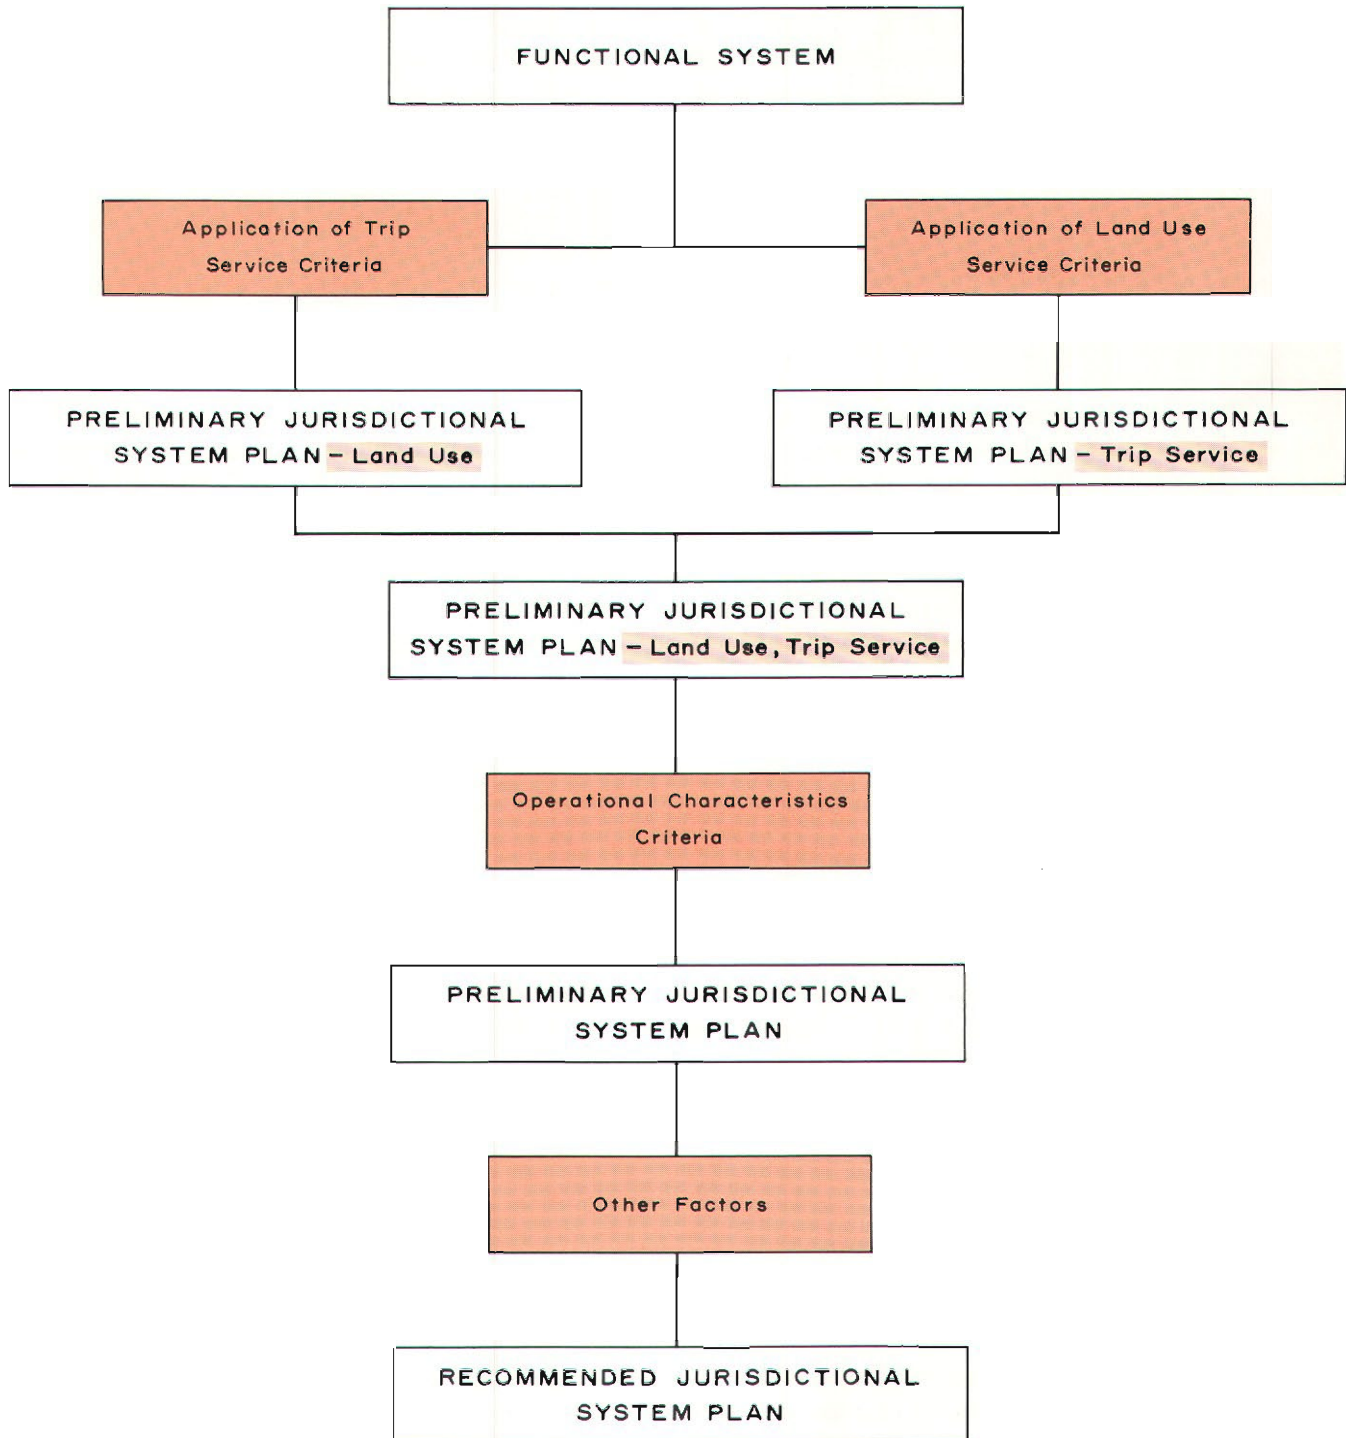 FUNCTIONAL SYSTEM
Application of Trip
Service Criteria
Application of Land Use
Service Criteria
PRELIMINARY JURISDICTIONAL
SYSTEM PLAN – Land Use
PRELIMINARY JURISDICTIONAL
SYSTEM PLAN – Trip Service
PRELIMINARY JURISDICTIONAL
SYSTEM PLAN – Land Use, Trip Service
Operational Characteristics
Criteria
PRELIMINARY JURISDICTIONAL
SYSTEM PLAN
Other Factors
RECOMMENDED JURISDICTIONAL
SYSTEM PLAN